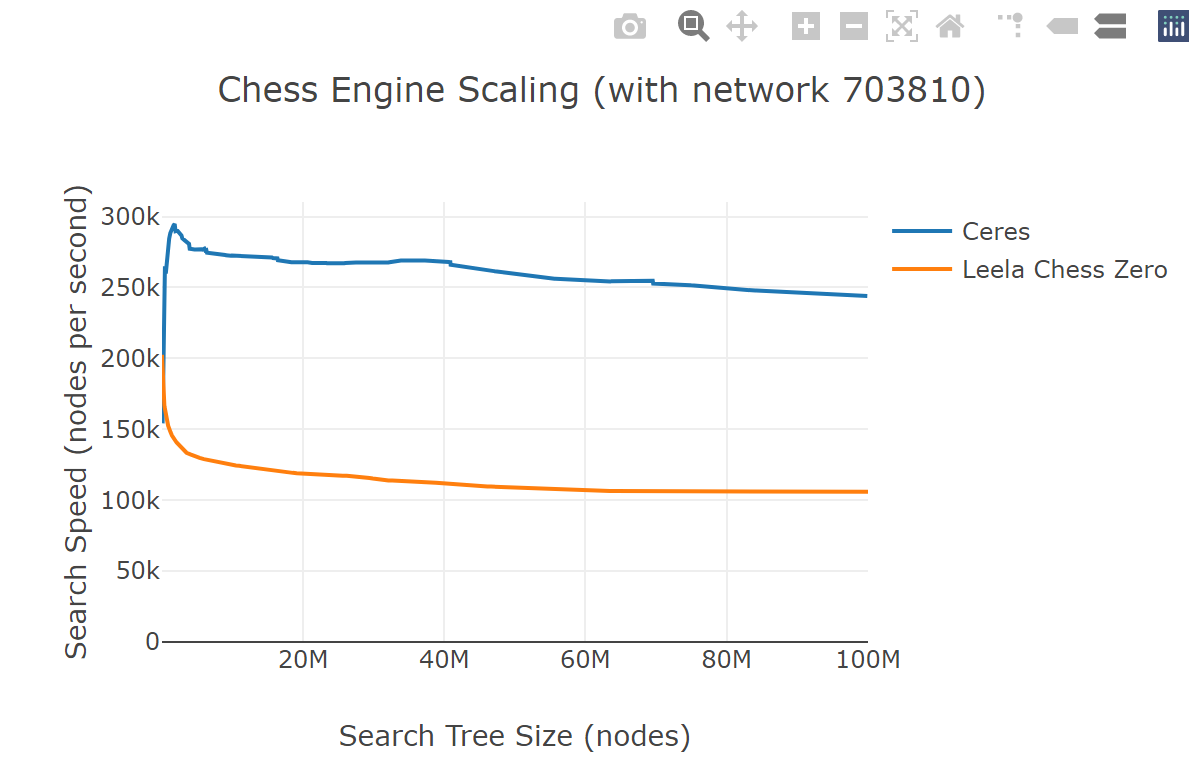 Chess Engine Scaling (with network 703810)
Search Speed (nodes per second)
300k
250k
200k
150k
100k
50k
0
20M
40M
60M
80M
100M
Search Tree Size (nodes)
Ceres
Leela Chess Zero